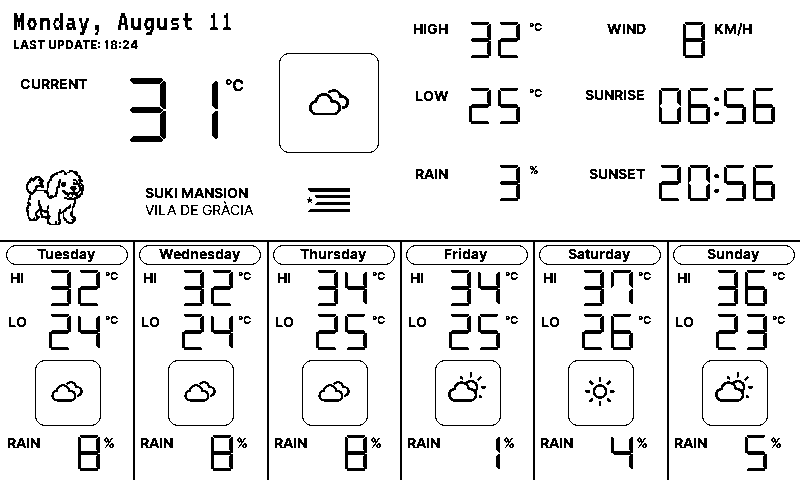 Monday, August 11
LAST UPDATE: 18:24
CURRENT 31 °C
HIGH 32 °C
LOW 25 °C
RAIN 3 %
WIND 8 KM/H
SUNRISE 06:56
SUNSET 20:56
SUKI MANSION
VILA DE GRÀCIA
Tuesday
HI 32 °C
LO 24 °C
RAIN 8 %
Wednesday
HI 32 °C
LO 24 °C
RAIN 8 %
Thursday
HI 34 °C
LO 25 °C
RAIN 8 %
Friday
HI 34 °C
LO 25 °C
RAIN 1 %
Saturday
HI 37 °C
LO 26 °C
RAIN 4 %
Sunday
HI 36 °C
LO 23 °C
RAIN 5 %